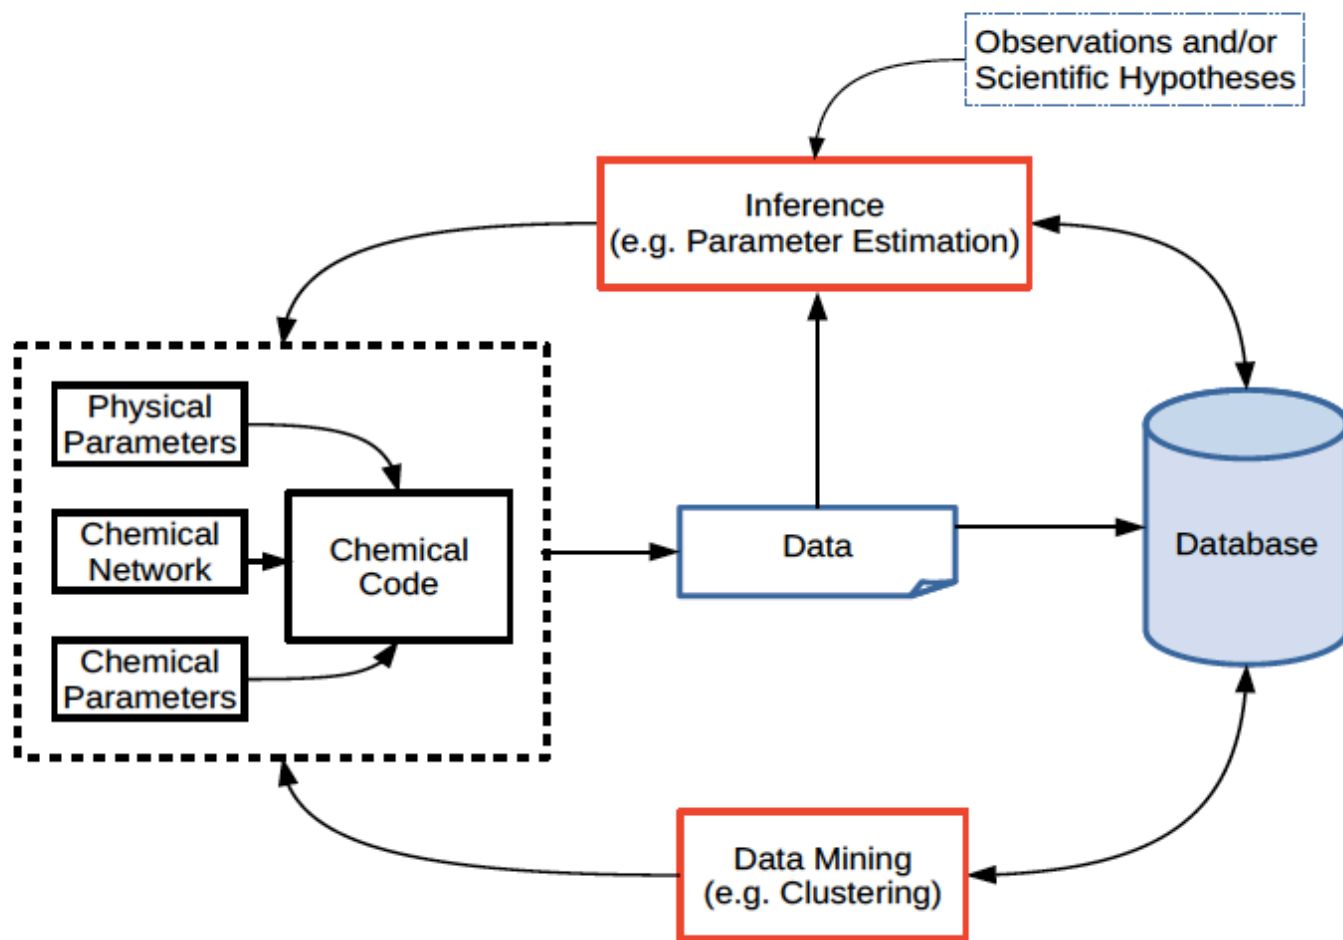 Observations and/or
Scientific Hypotheses
Inference
(e.g. Parameter Estimation)
Physical
Parameters
Chemical
Network
Chemical
Parameters
Chemical
Code
Data
Database
Data Mining
(e.g. Clustering)